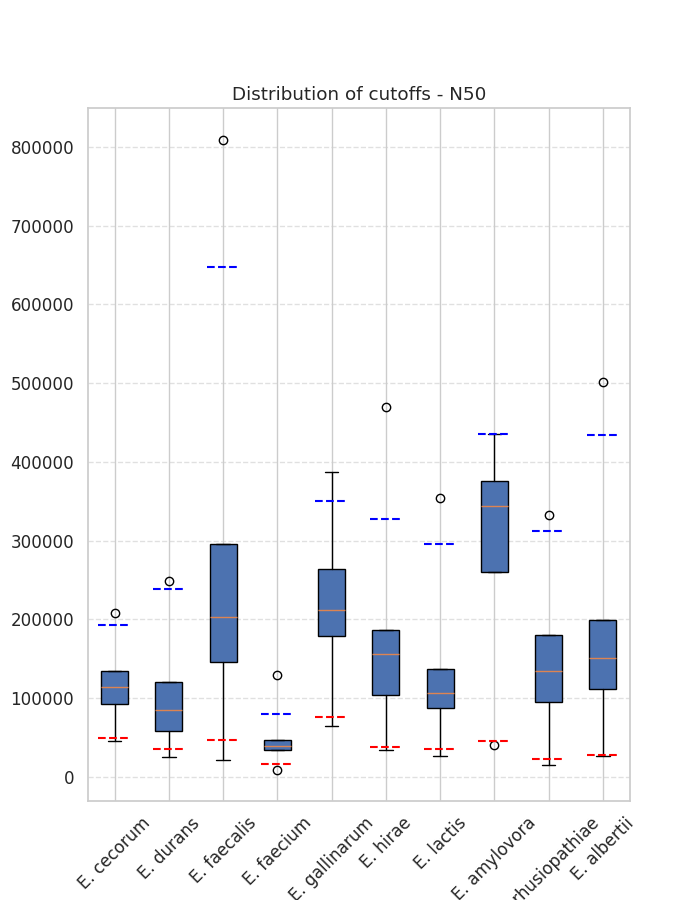 Distribution of cutoffs - N50
800000
700000
600000
500000
400000
300000
200000
100000
0
E. cecorum
E. durans
E. faecalis
E. faecium
E. gallinarum
E. hirae
E. lactis
E. amylovora
rhusiopathiae
E. albertii